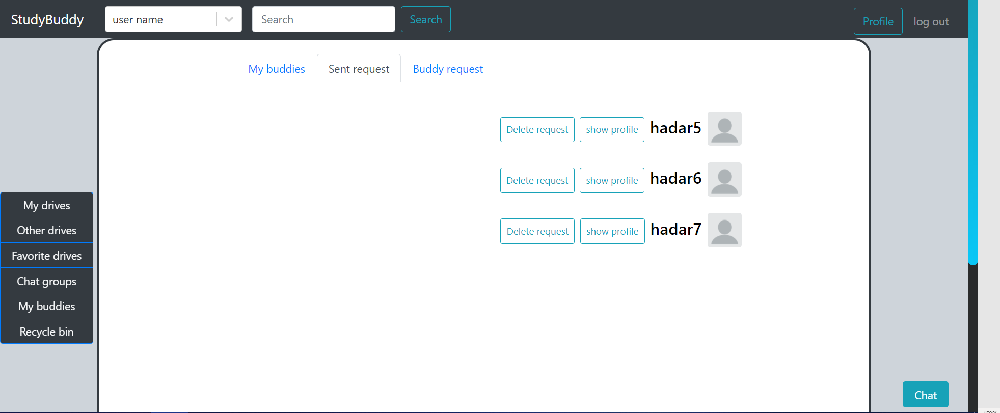 StudyBuddy user name Search Search Profile log out
My buddies Sent request Buddy request
Delete request show profile hadar5
Delete request show profile hadar6
Delete request show profile hadar7
My drives
Other drives
Favorite drives
Chat groups
My buddies
Recycle bin
Chat